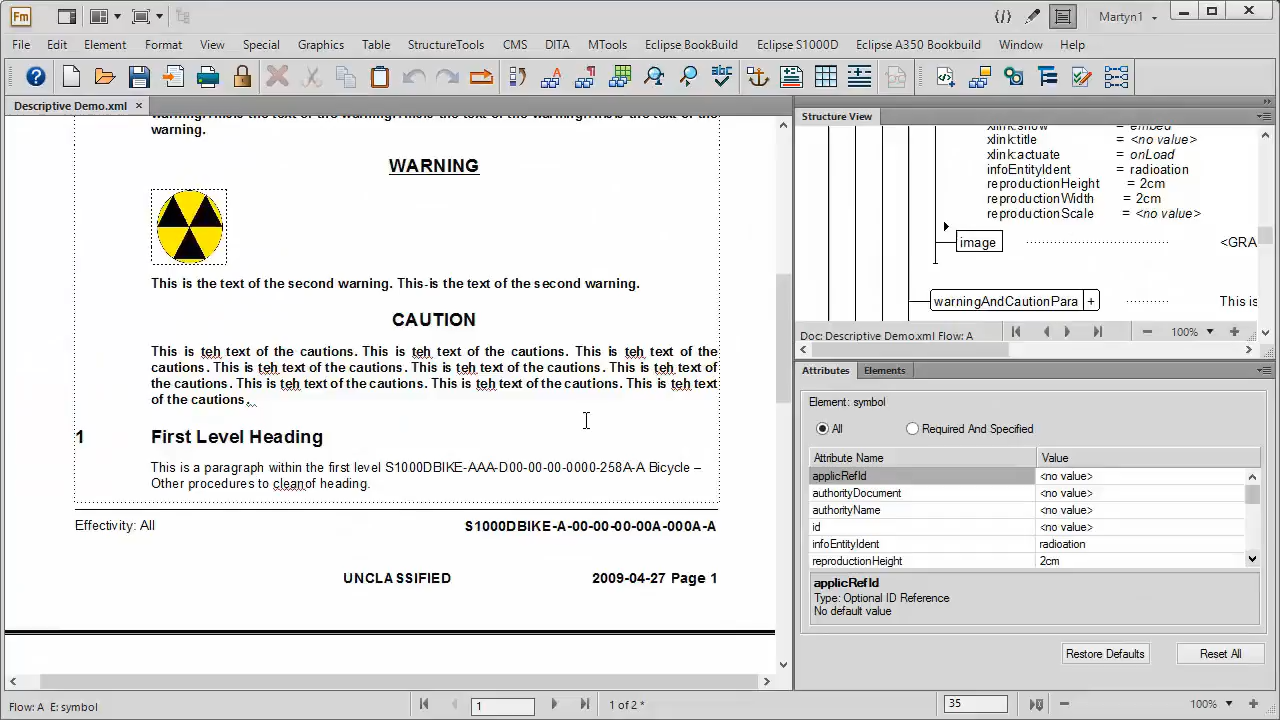 Fm
Martyn1
File Edit Element Format View Special Graphics Table StructureTools CMS DITA MTools Eclipse BookBuild Eclipse S1000D Eclipse A350 Bookbuild Window Help
Descriptive Demo.xml ×
warning.
WARNING
This is the text of the second warning. This is the text of the second warning.
CAUTION
This is teh text of the cautions. This is teh text of the cautions. This is teh text of the
cautions. This is teh text of the cautions. This is teh text of the cautions. This is teh text of
the cautions. This is teh text of the cautions. This is teh text of the cautions. This is teh text
of the cautions.
1 First Level Heading
This is a paragraph within the first level S1000DBIKE-AAA-D00-00-00-0000-258A-A Bicycle –
Other procedures to cleanof heading.
Effectivity: All S1000DBIKE-A-00-00-00-00A-000A-A
UNCLASSIFIED 2009-04-27 Page 1
Flow: A E: symbol
1
1 of 2 *
35
100%
Structure View
xlink:show = embed
xlink:title = <no value>
xlink:actuate = onLoad
infoEntityIdent = radioation
reproductionHeight = 2cm
reproductionWidth = 2cm
reproductionScale = <no value>
image <GRA
warningAndCautionPara + This is
Doc: Descriptive Demo.xml Flow: A 100%
Attributes Elements
Element: symbol
All Required And Specified
Attribute Name Value
applicRefId <no value>
authorityDocument <no value>
authorityName <no value>
id <no value>
infoEntityIdent radioation
reproductionHeight 2cm
applicRefId
Type: Optional ID Reference
No default value
Restore Defaults Reset All